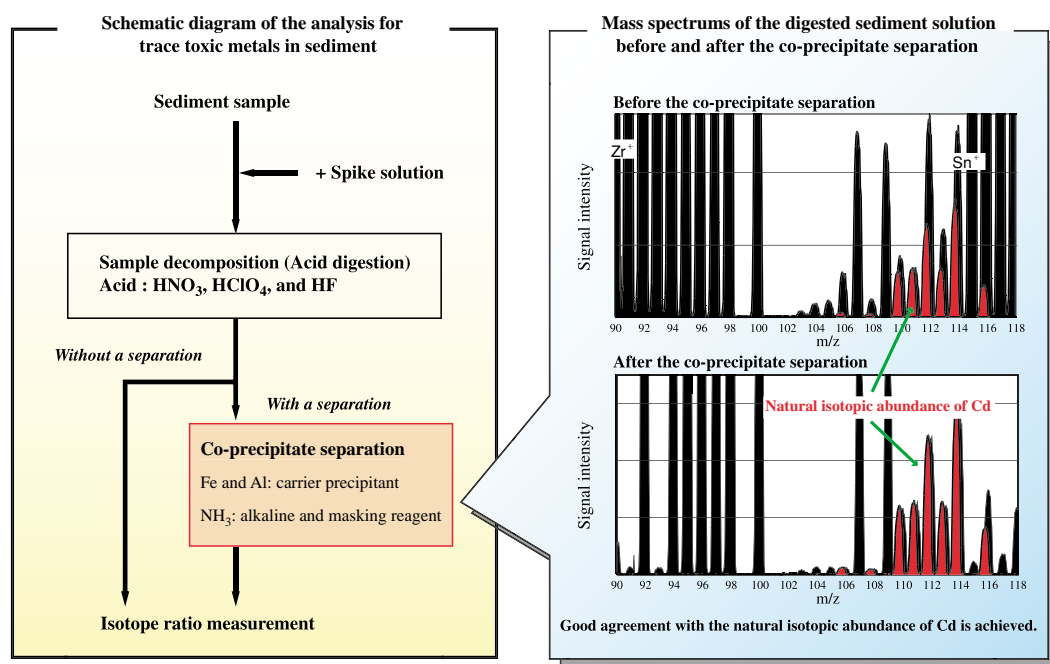 Schematic diagram of the analysis for
trace toxic metals in sediment
Sediment sample
+ Spike solution
Sample decomposition (Acid digestion)
Acid : HNO₃, HClO₄, and HF
Without a separation
With a separation
Co-precipitate separation
Fe and Al: carrier precipitant
NH₃: alkaline and masking reagent
Isotope ratio measurement
Mass spectrums of the digested sediment solution
before and after the co-precipitate separation
Before the co-precipitate separation
Zr⁺
Sn⁺
Signal intensity
90 92 94 96 98 100 102 104 106 108 110 112 114 116 118
m/z
After the co-precipitate separation
Natural isotopic abundance of Cd
Signal intensity
90 92 94 96 98 100 102 104 106 108 110 112 114 116 118
m/z
Good agreement with the natural isotopic abundance of Cd is achieved.